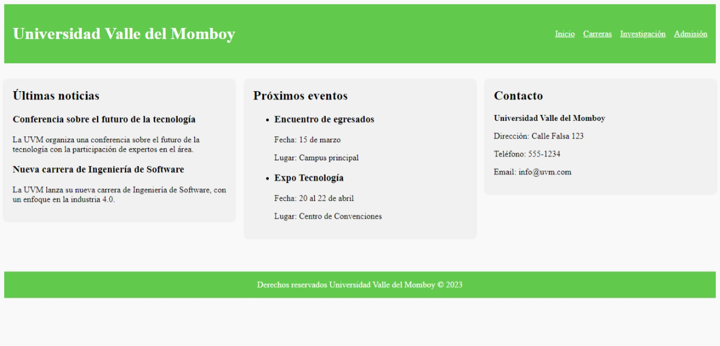 Universidad Valle del Momboy
Inicio Carreras Investigación Admisión
Últimas noticias
Conferencia sobre el futuro de la tecnología
La UVM organiza una conferencia sobre el futuro de la
tecnología con la participación de expertos en el área.
Nueva carrera de Ingeniería de Software
La UVM lanza su nueva carrera de Ingeniería de Software, con
un enfoque en la industria 4.0.
Próximos eventos
Encuentro de egresados
Fecha: 15 de marzo
Lugar: Campus principal
Expo Tecnología
Fecha: 20 al 22 de abril
Lugar: Centro de Convenciones
Contacto
Universidad Valle del Momboy
Dirección: Calle Falsa 123
Teléfono: 555-1234
Email: info@uvm.com
Derechos reservados Universidad Valle del Momboy © 2023